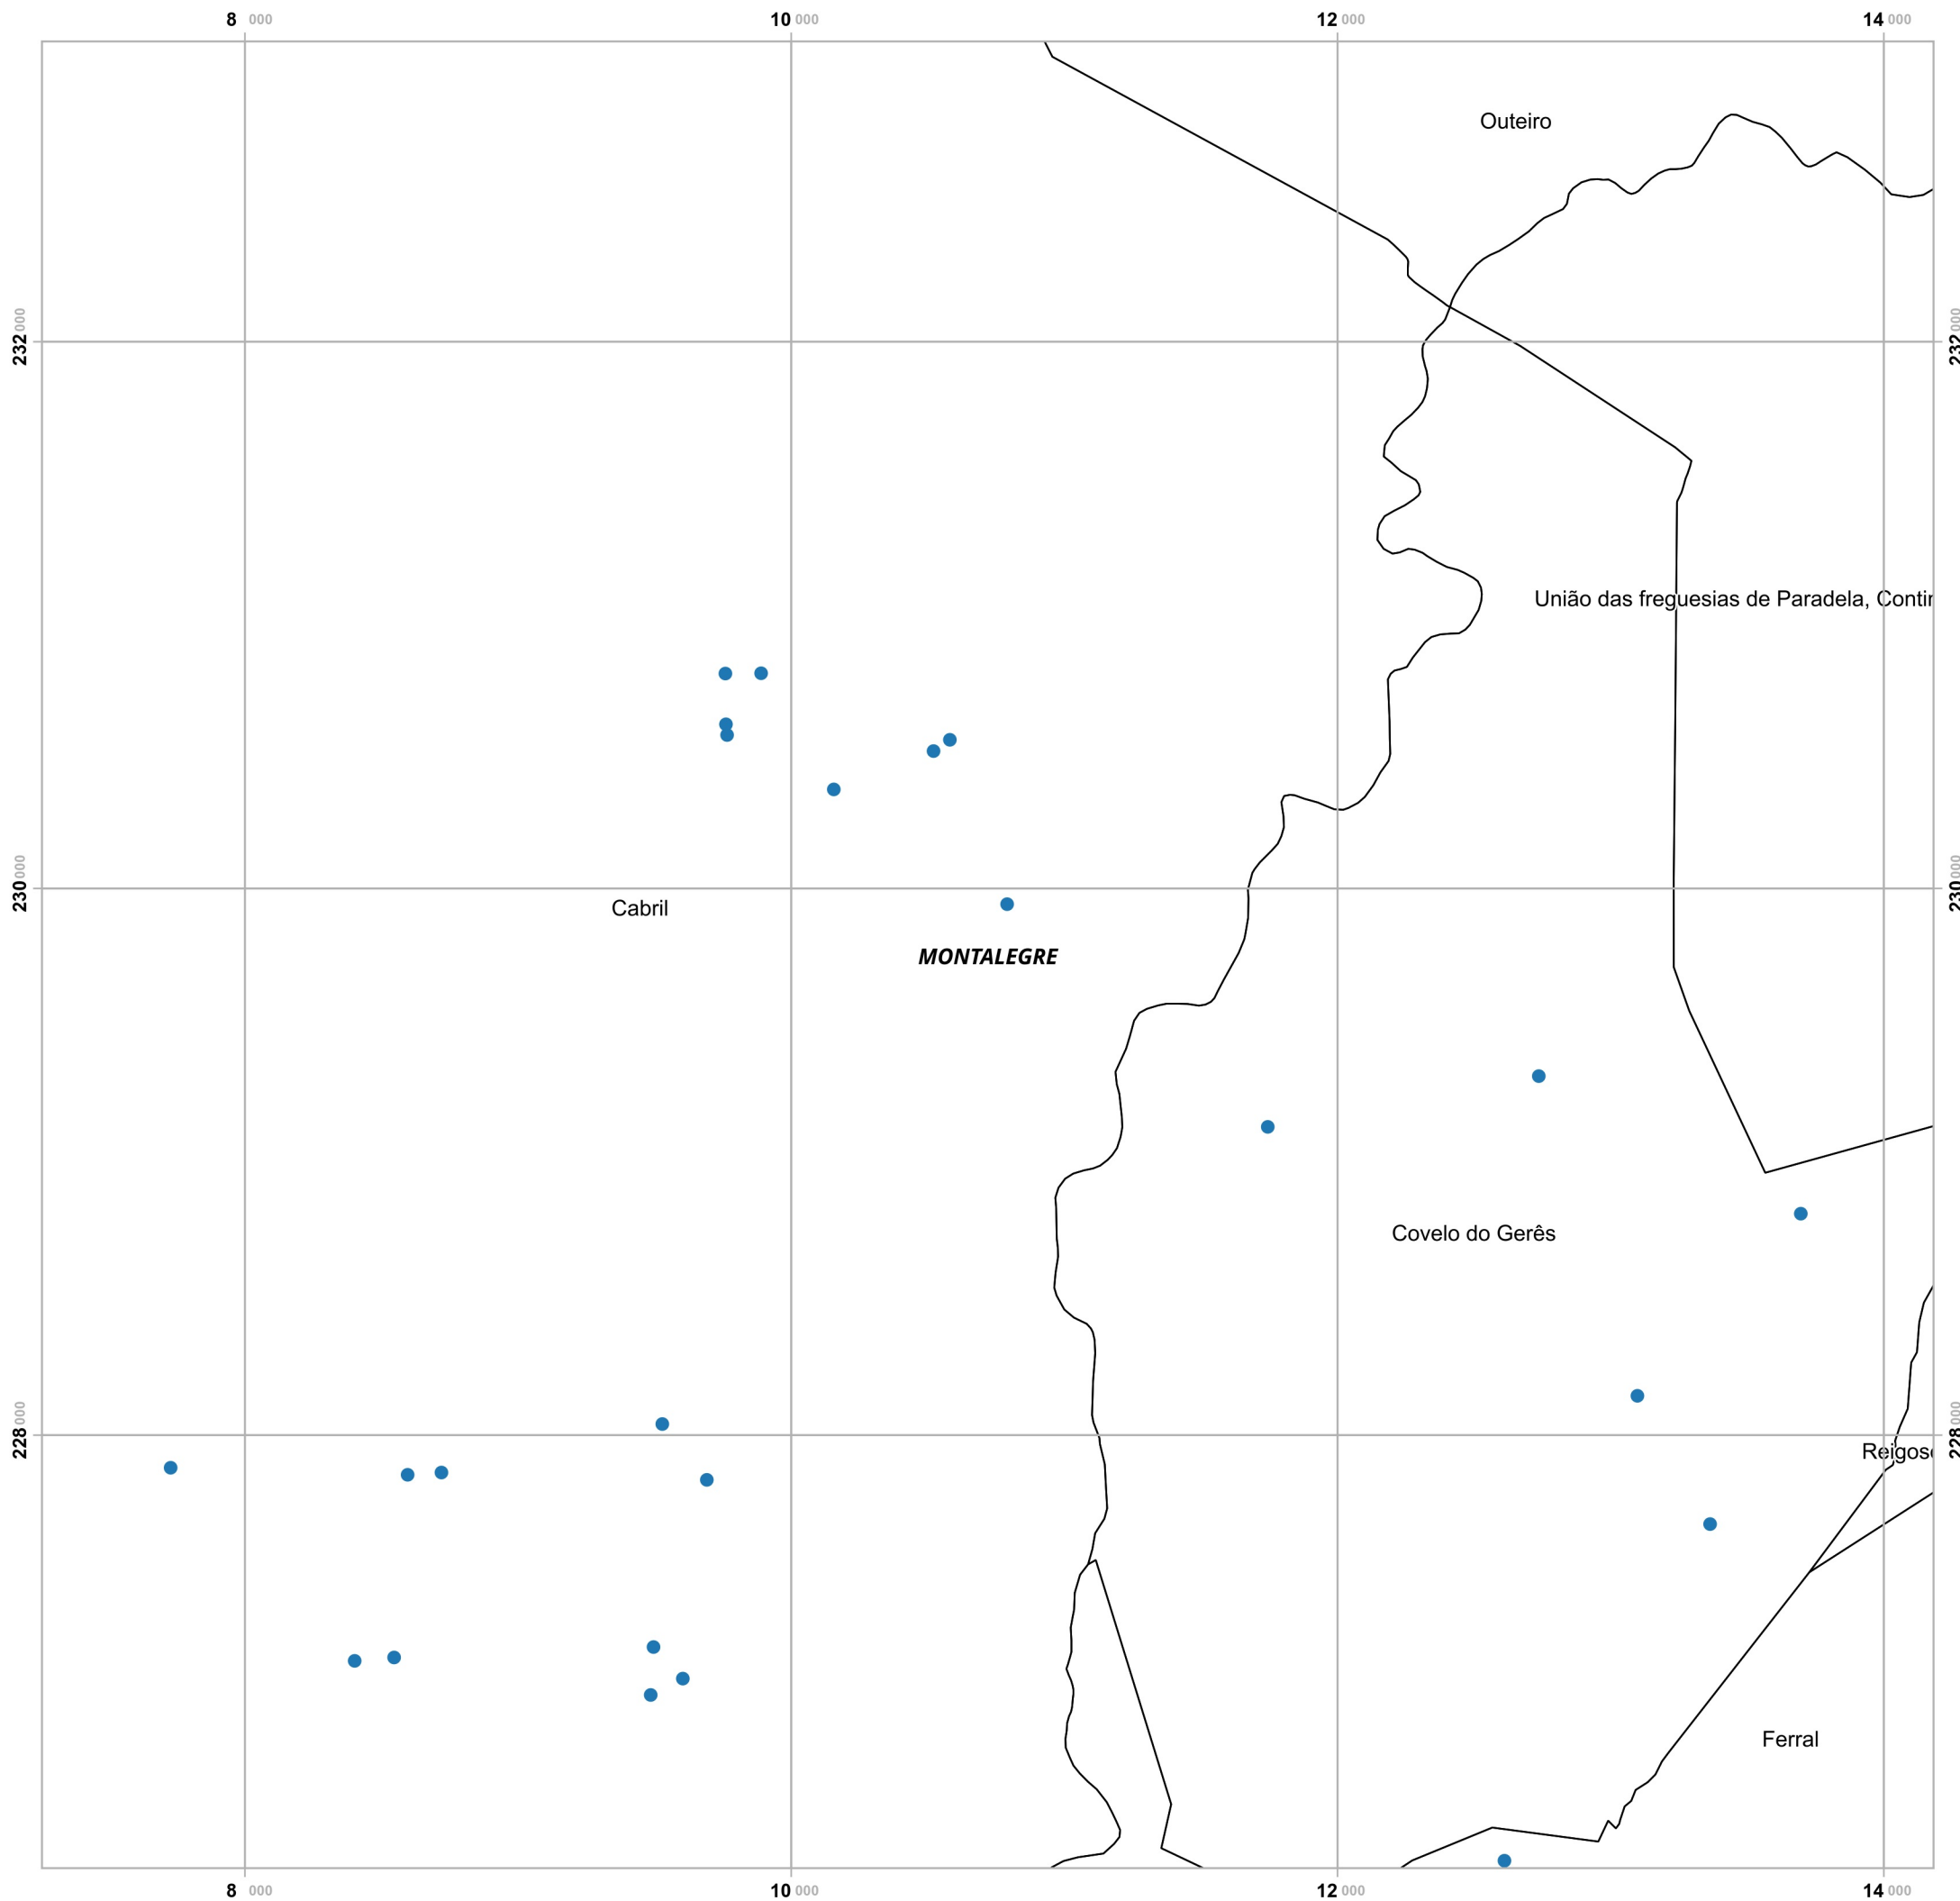 8 000 10 000 12 000 14 000
Outeiro
232 000 232 000
União das freguesias de Paradela, Contin
230 000 230 000
Cabril
MONTALEGRE
Covelo do Gerês
228 000 228 000
Reigoso
Ferral
8 000 10 000 12 000 14 000